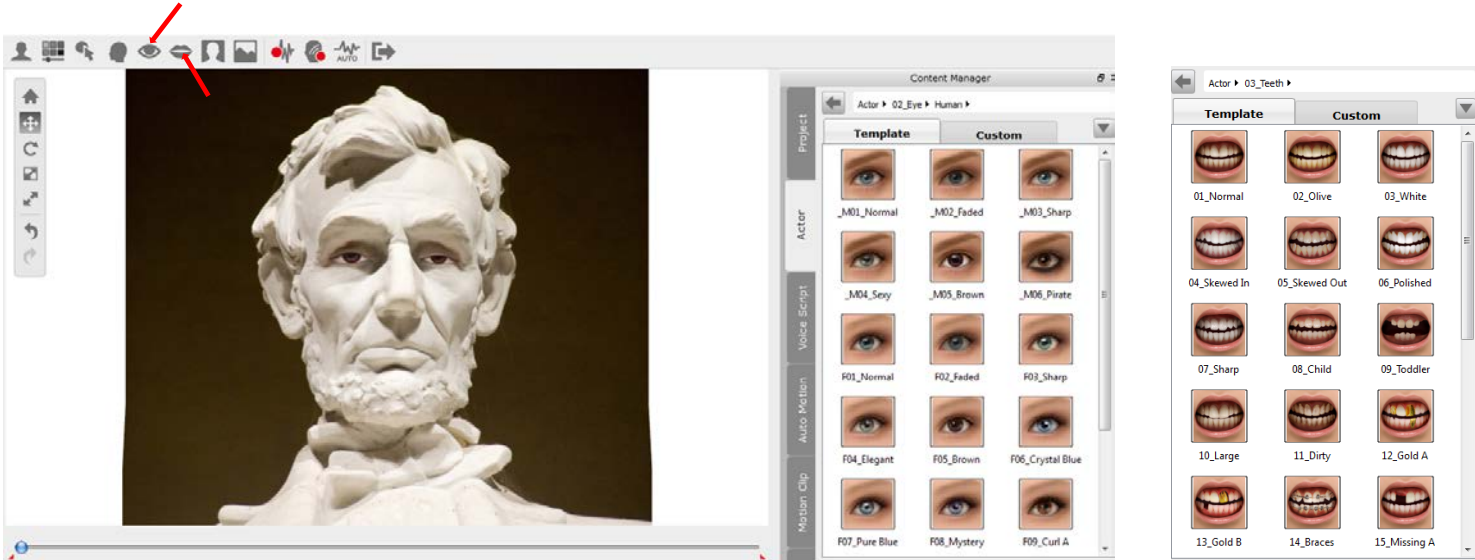 AUTO
Content Manager
Actor 02_Eye Human
Template Custom
Project
Actor
Voice Script
Auto Motion
Motion Clip
_M01_Normal _M02_Faded _M03_Sharp
_M04_Sexy _M05_Brown _M06_Pirate
F01_Normal F02_Faded F03_Sharp
F04_Elegant F05_Brown F06_Crystal Blue
F07_Pure Blue F08_Mystery F09_Curl A
Actor 03_Teeth
Template Custom
01_Normal 02_Olive 03_White
04_Skewed In 05_Skewed Out 06_Polished
07_Sharp 08_Child 09_Toddler
10_Large 11_Dirty 12_Gold A
13_Gold B 14_Braces 15_Missing A